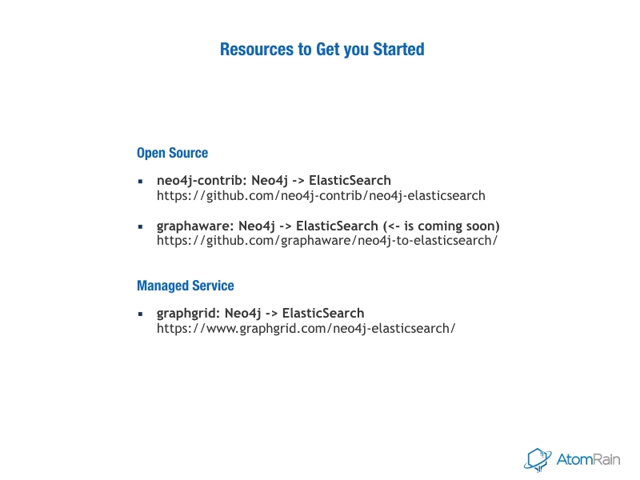 Resources to Get you Started
Open Source
▪ neo4j-contrib: Neo4j -> ElasticSearch
https://github.com/neo4j-contrib/neo4j-elasticsearch
▪ graphaware: Neo4j -> ElasticSearch (<- is coming soon)
https://github.com/graphaware/neo4j-to-elasticsearch/
Managed Service
▪ graphgrid: Neo4j -> ElasticSearch
https://www.graphgrid.com/neo4j-elasticsearch/
AtomRain